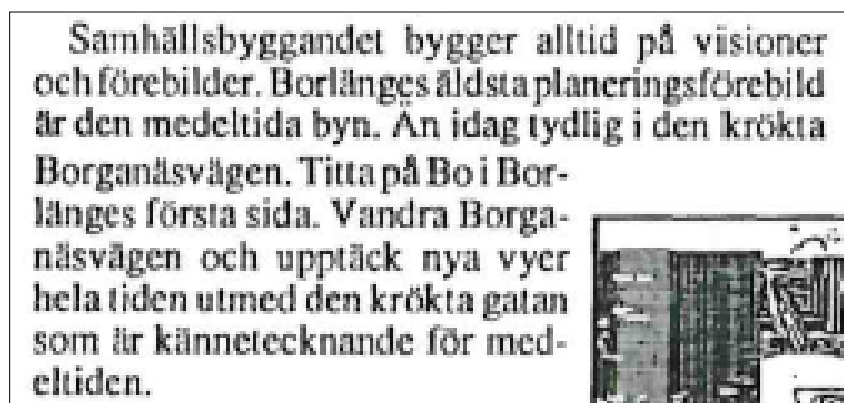 Samhällsbyggandet bygger alltid på visioner
och förebilder. Borlänges äldsta planeringsförebild
är den medeltida byn. Än idag tydlig i den krökta
Borganäsvägen. Titta på Bo i Bor-
länges första sida. Vandra Borga-
näsvägen och upptäck nya vyer
hela tiden utmed den krökta gatan
som är kännetecknande för med-
eltiden.